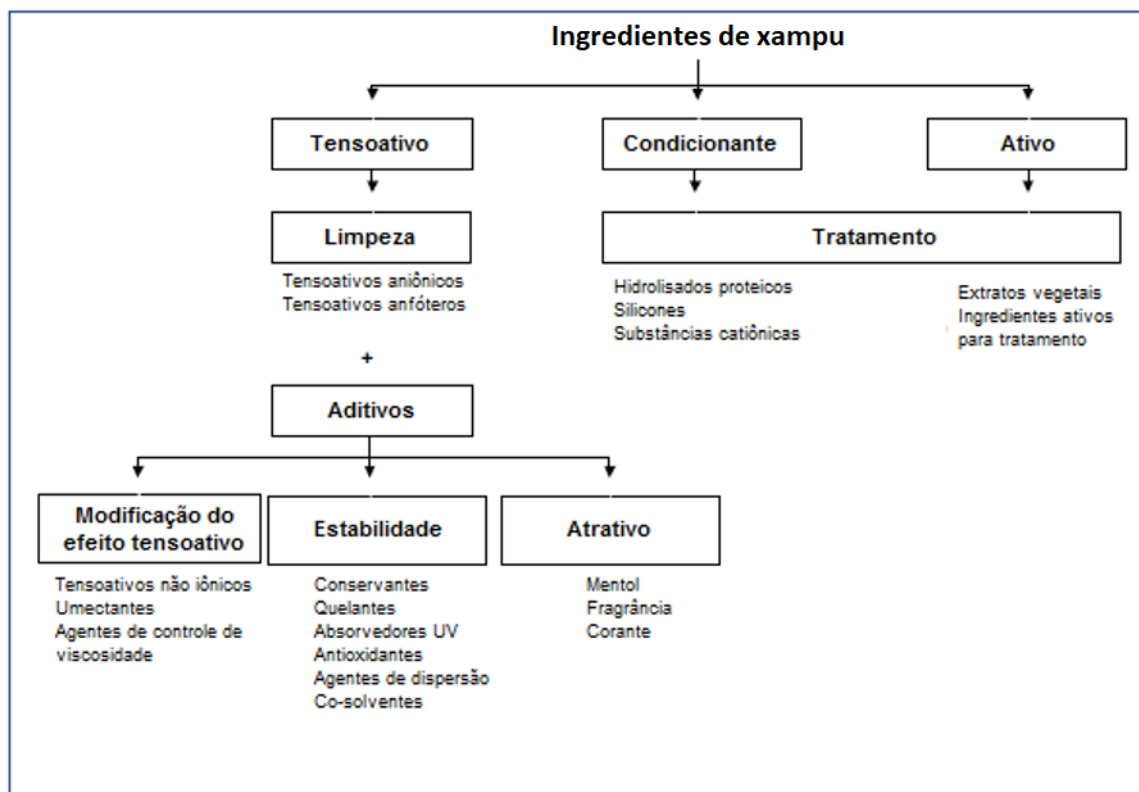 Ingredientes de xampu
Tensoativo
Condicionante
Ativo
Limpeza
Tratamento
Tensoativos aniônicos
Tensoativos anfóteros
Hidrolisados proteicos
Silicones
Substâncias catiônicas
Extratos vegetais
Ingredientes ativos
para tratamento
+
Aditivos
Modificação do
efeito tensoativo
Estabilidade
Atrativo
Tensoativos não iônicos
Umectantes
Agentes de controle de
viscosidade
Conservantes
Quelantes
Absorvedores UV
Antioxidantes
Agentes de dispersão
Co-solventes
Mentol
Fragrância
Corante